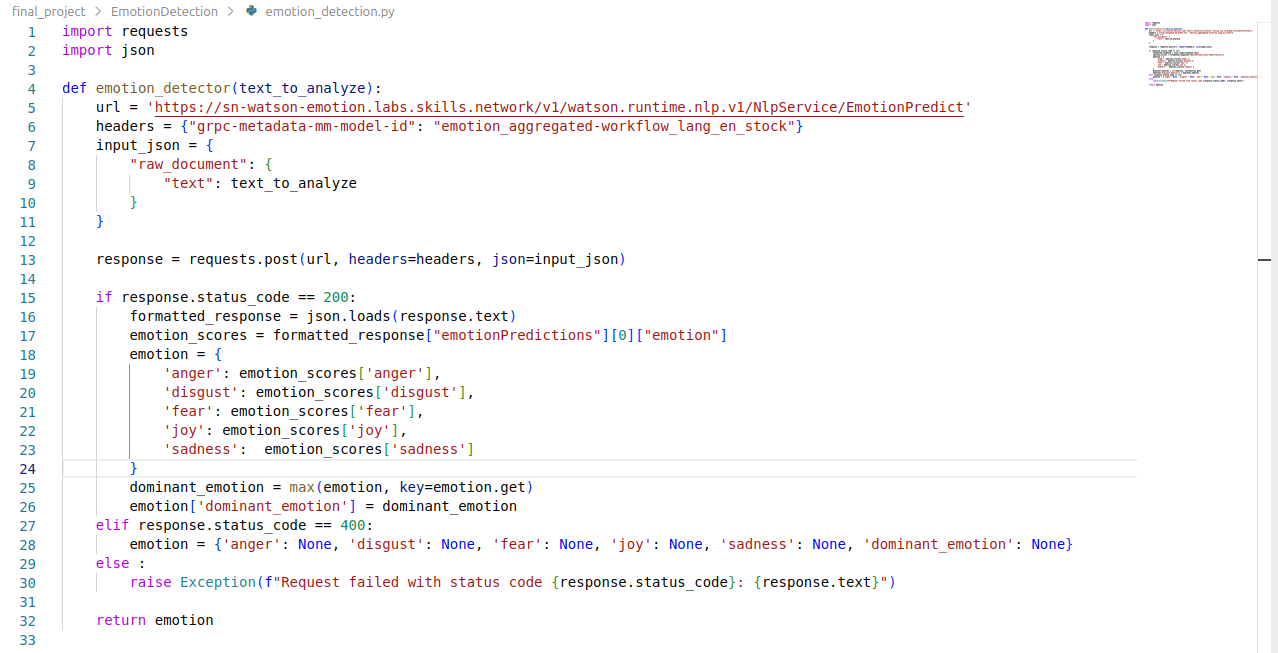 final_project > EmotionDetection > emotion_detection.py
1 import requests
2 import json
3
4 def emotion_detector(text_to_analyze):
5     url = 'https://sn-watson-emotion.labs.skills.network/v1/watson.runtime.nlp.v1/NlpService/EmotionPredict'
6     headers = {"grpc-metadata-mm-model-id": "emotion_aggregated-workflow_lang_en_stock"}
7     input_json = {
8         "raw_document": {
9             "text": text_to_analyze
10         }
11     }
12
13     response = requests.post(url, headers=headers, json=input_json)
14
15     if response.status_code == 200:
16         formatted_response = json.loads(response.text)
17         emotion_scores = formatted_response["emotionPredictions"][0]["emotion"]
18         emotion = {
19             'anger': emotion_scores['anger'],
20             'disgust': emotion_scores['disgust'],
21             'fear': emotion_scores['fear'],
22             'joy': emotion_scores['joy'],
23             'sadness':  emotion_scores['sadness']
24         }
25         dominant_emotion = max(emotion, key=emotion.get)
26         emotion['dominant_emotion'] = dominant_emotion
27     elif response.status_code == 400:
28         emotion = {'anger': None, 'disgust': None, 'fear': None, 'joy': None, 'sadness': None, 'dominant_emotion': None}
29     else :
30         raise Exception(f"Request failed with status code {response.status_code}: {response.text}")
31
32     return emotion
33